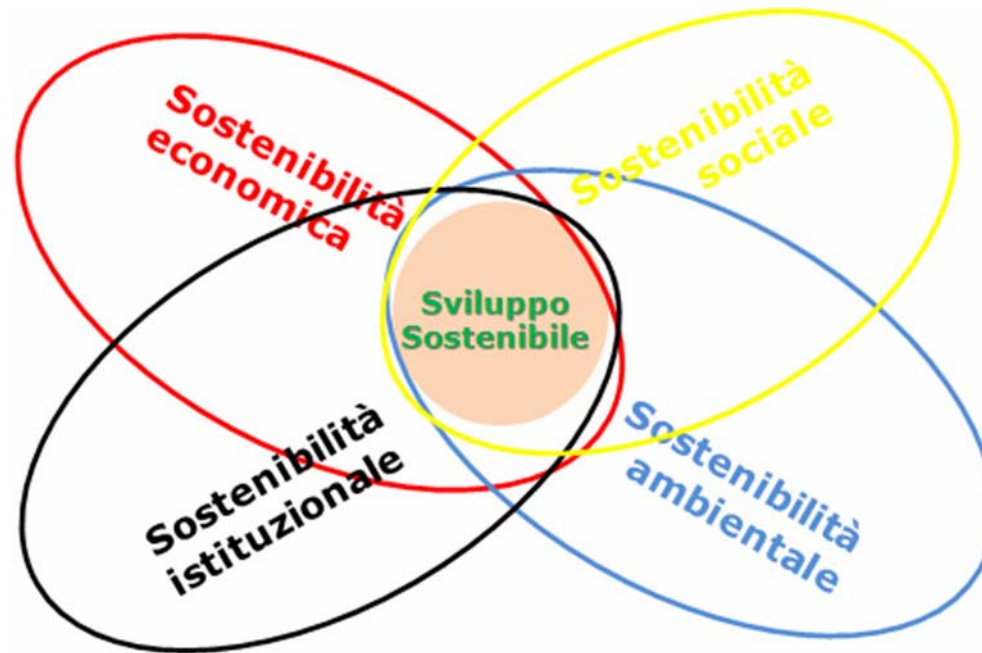 Sostenibilità
economica
Sostenibilità
sociale
Sviluppo
Sostenibile
Sostenibilità
istituzionale
Sostenibilità
ambientale